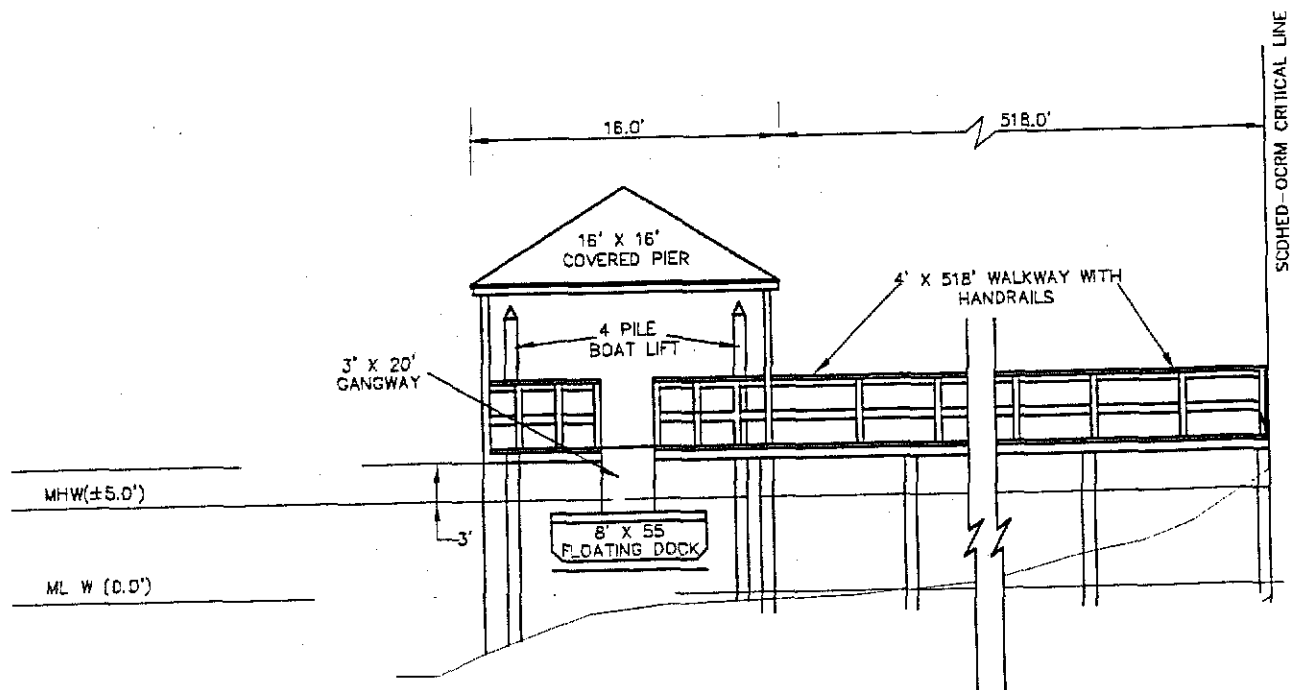 16.0'
518.0'
SCDHED-OCRM CRITICAL LINE
16' X 16'
COVERED PIER
4' X 518' WALKWAY WITH
HANDRAILS
4 PILE
BOAT LIFT
3' X 20'
GANGWAY
MHW(±5.0')
3'
8' X 55
FLOATING DOCK
ML W (0.0')